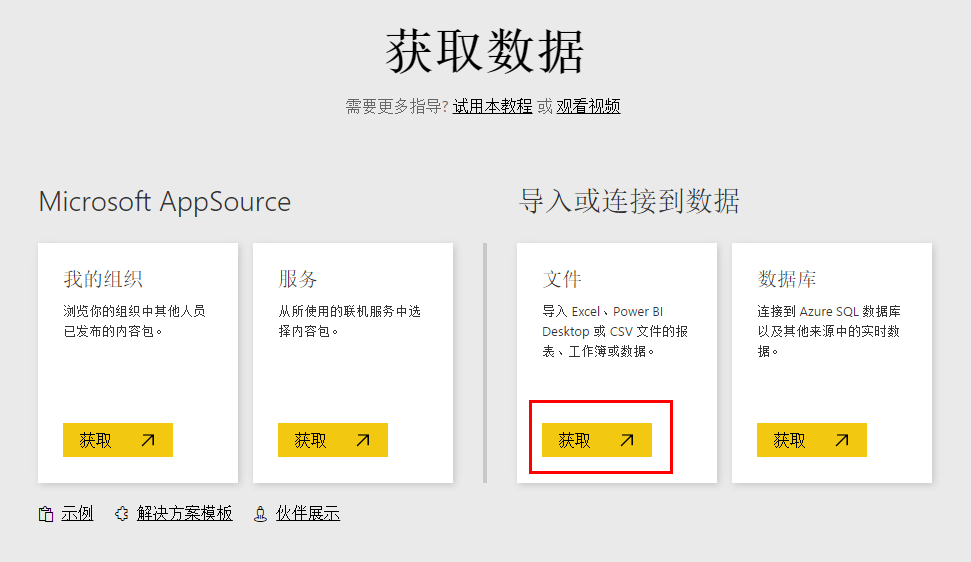 获取数据
需要更多指导? 试用本教程 或 观看视频
Microsoft AppSource
导入或连接到数据
我的组织
浏览你的组织中其他人员
已发布的内容包。
获取
服务
从所使用的联机服务中选
择内容包。
获取
文件
导入 Excel、Power BI
Desktop 或 CSV 文件的报
表、工作簿或数据。
获取
数据库
连接到 Azure SQL 数据库
以及其他来源中的实时数
据。
获取
示例 解决方案模板 伙伴展示